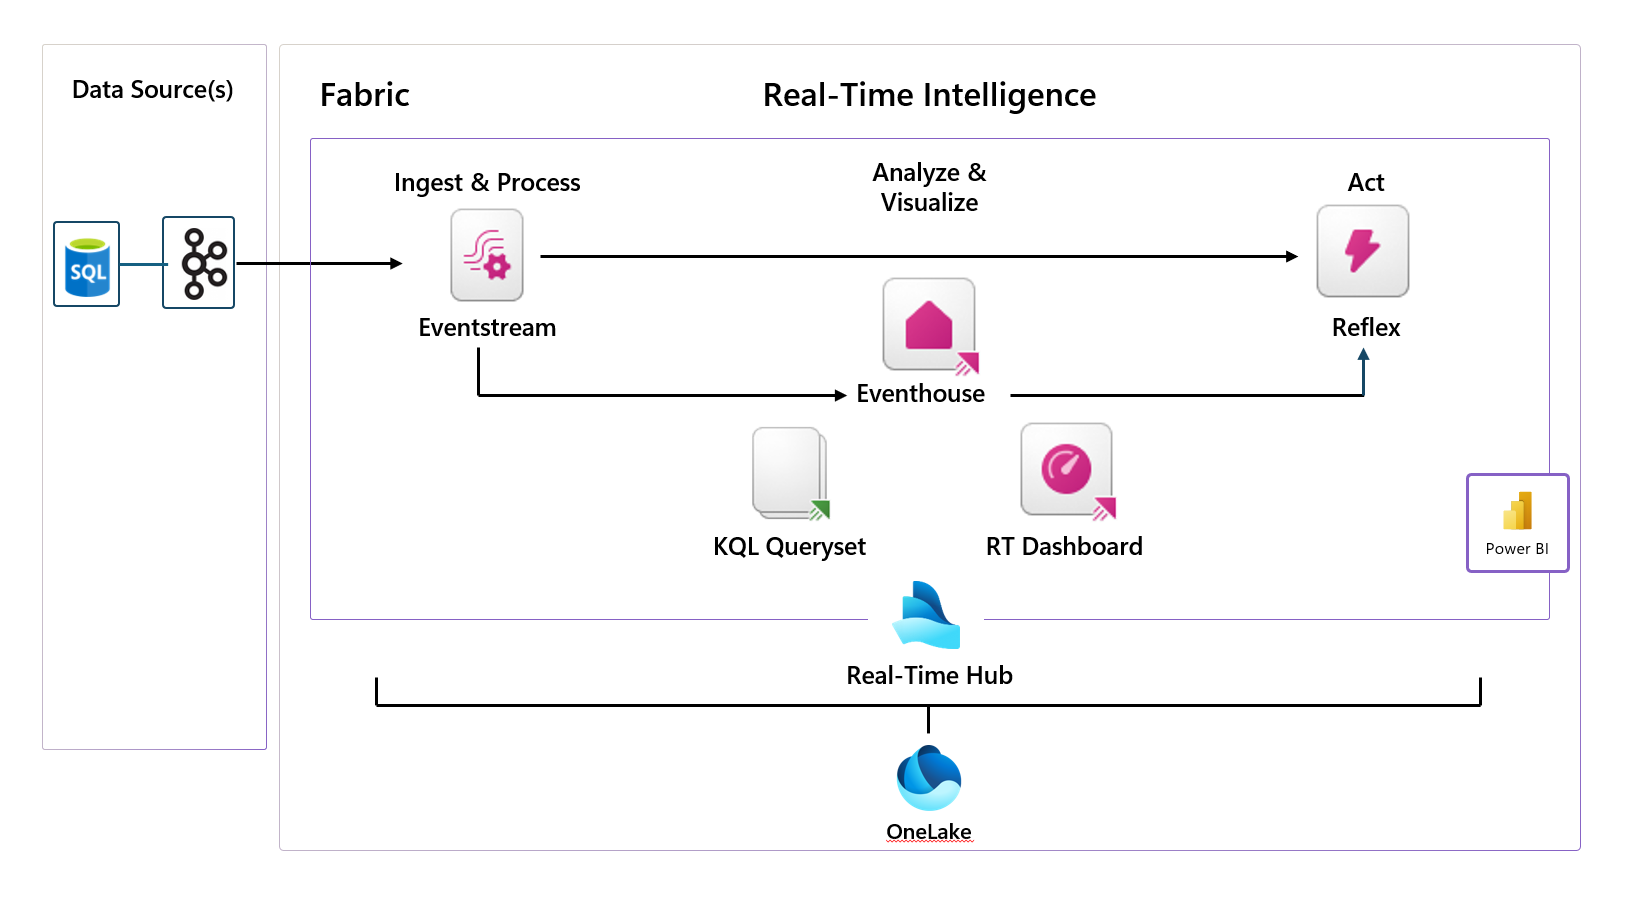 Data Source(s)
Fabric
Real-Time Intelligence
Ingest & Process
Analyze &
Visualize
Act
SQL
Eventstream
Reflex
Eventhouse
KQL Queryset
RT Dashboard
Power BI
Real-Time Hub
OneLake